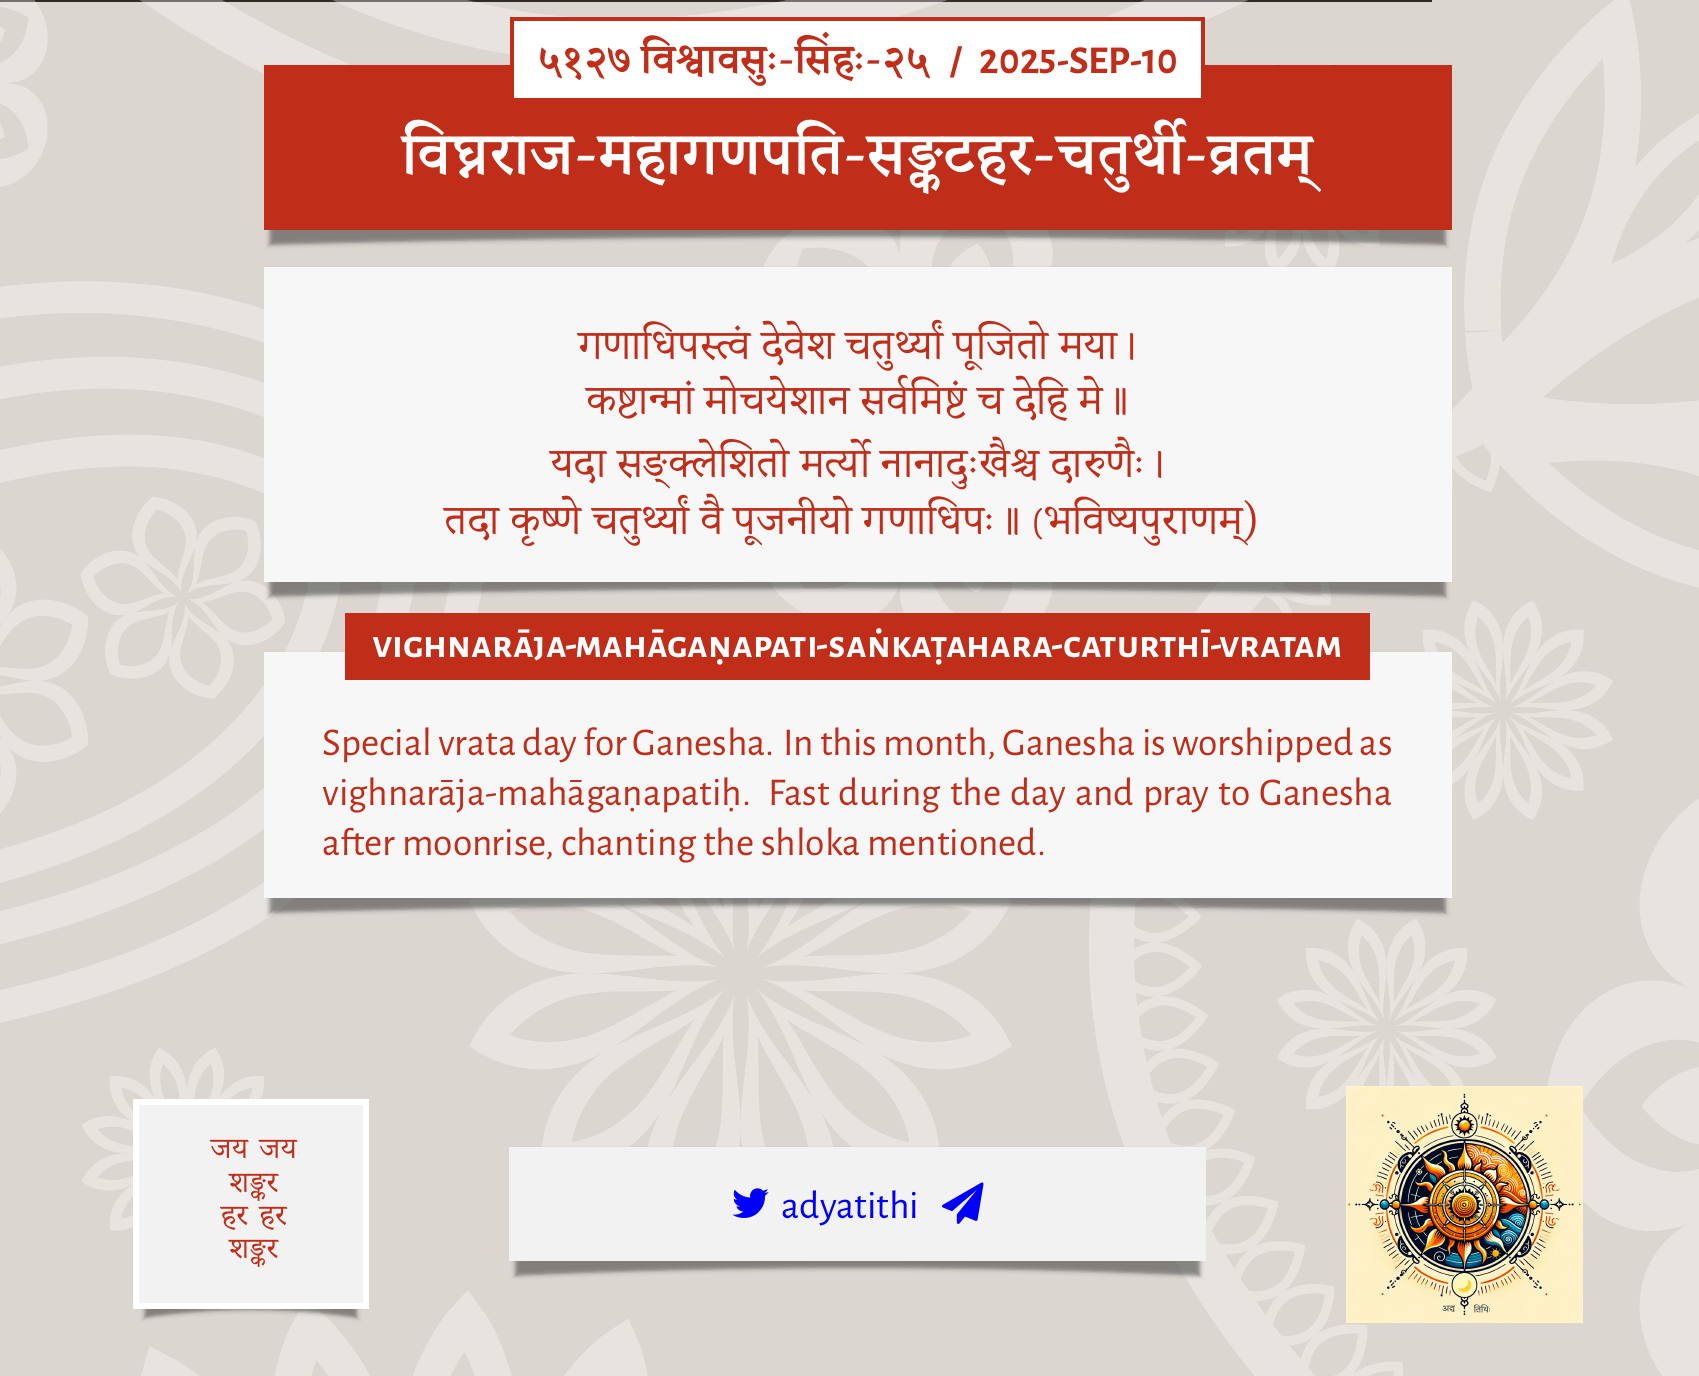 ५१२७ विश्वावसुः-सिंहः-२५ / 2025-SEP-10
विघ्नराज-महागणपति-सङ्कटहर-चतुर्थी-व्रतम्
गणाधिपस्त्वं देवेश चतुर्थ्यां पूजितो मया।
कष्टान्मां मोचयेशान सर्वमिष्टं च देहि मे॥
यदा सङ्क्लेशितो मर्त्यो नानादुःखैश्च दारुणैः।
तदा कृष्णे चतुर्थ्यां वै पूजनीयो गणाधिपः॥ (भविष्यपुराणम्)
VIGHNARĀJA-MAHĀGAṆAPATI-SAṄKAṬAHARA-CATURTHĪ-VRATAM
Special vrata day for Ganesha. In this month, Ganesha is worshipped as
vighnarāja-mahāgaṇapatiḥ. Fast during the day and pray to Ganesha
after moonrise, chanting the shloka mentioned.
जय जय
शङ्कर
हर हर
शङ्कर
adyatithi
अद्य तिथिः